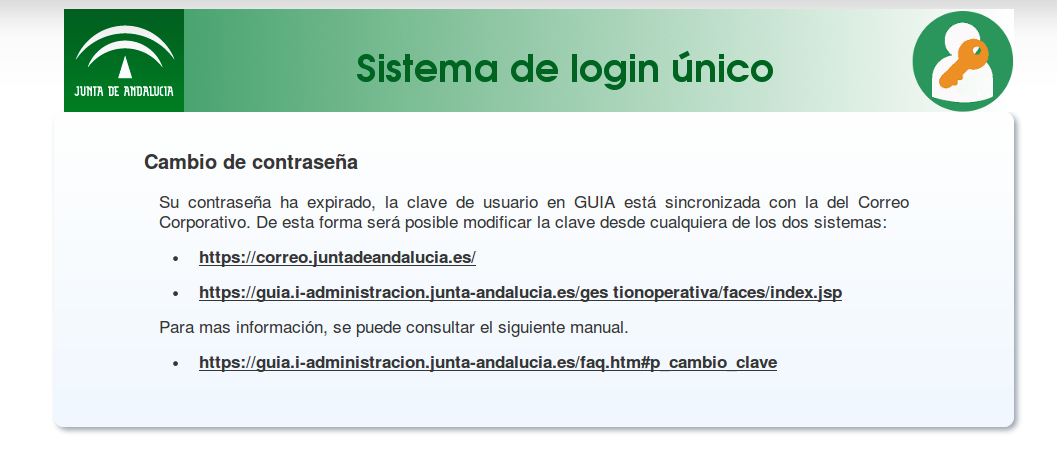 JUNTA DE ANDALUCIA
Sistema de login único
Cambio de contraseña
Su contraseña ha expirado, la clave de usuario en GUIA está sincronizada con la del Correo
Corporativo. De esta forma será posible modificar la clave desde cualquiera de los dos sistemas:
• https://correo.juntadeandalucia.es/
• https://guia.i-administracion.junta-andalucia.es/ges tionoperativa/faces/index.jsp
Para mas información, se puede consultar el siguiente manual.
• https://guia.i-administracion.junta-andalucia.es/faq.htm#p_cambio_clave